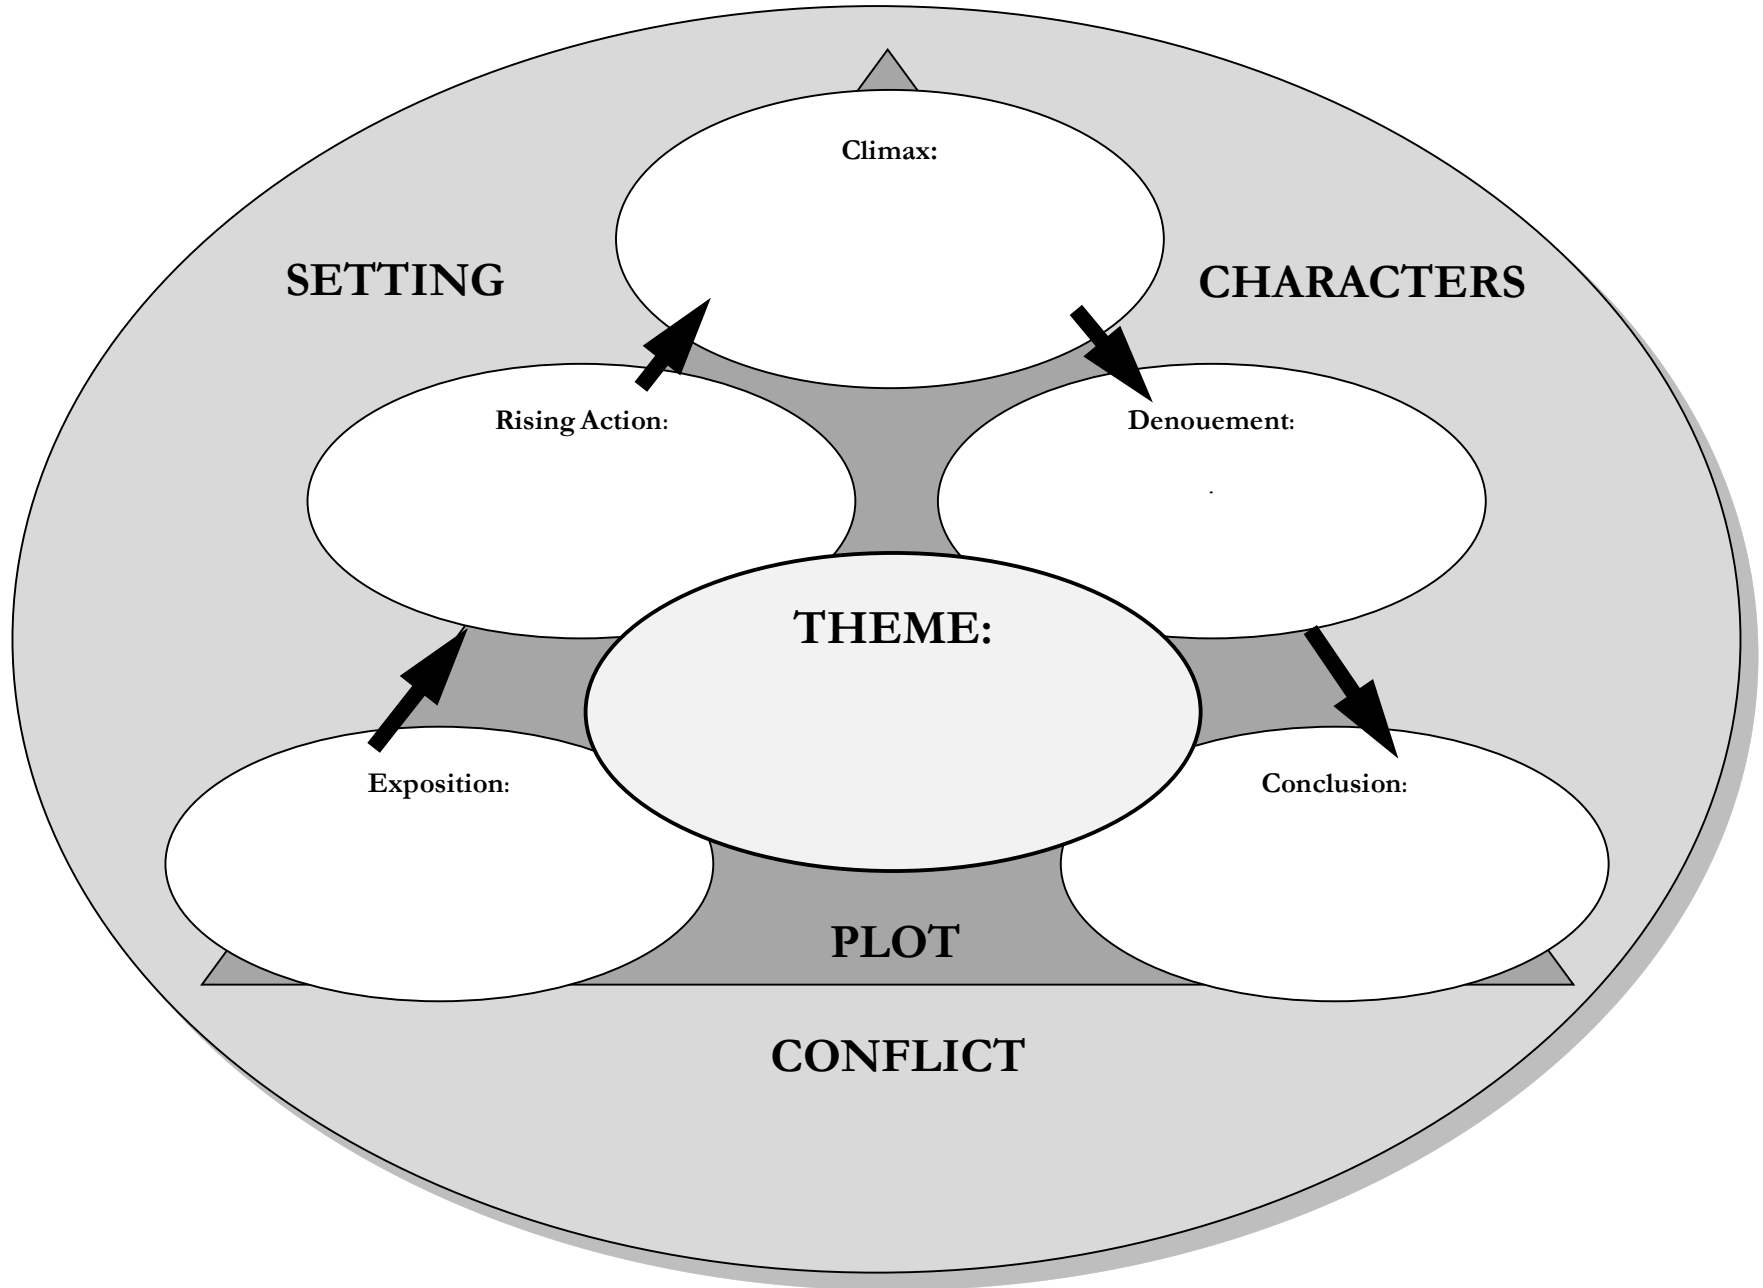 Climax:
SETTING
CHARACTERS
Rising Action:
Denouement:
.
THEME:
Exposition:
Conclusion:
PLOT
CONFLICT